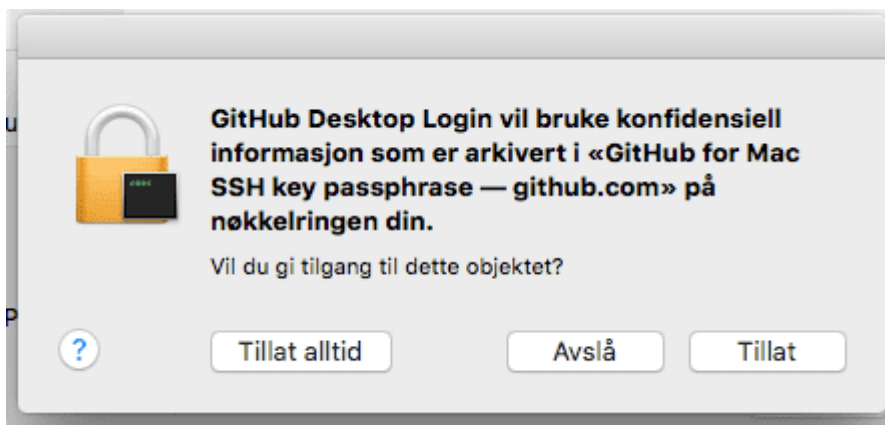 GitHub Desktop Login vil bruke konfidensiell
informasjon som er arkivert i «GitHub for Mac
SSH key passphrase — github.com» på
nøkkelringen din.
Vil du gi tilgang til dette objektet?
?
Tillat alltid
Avslå
Tillat